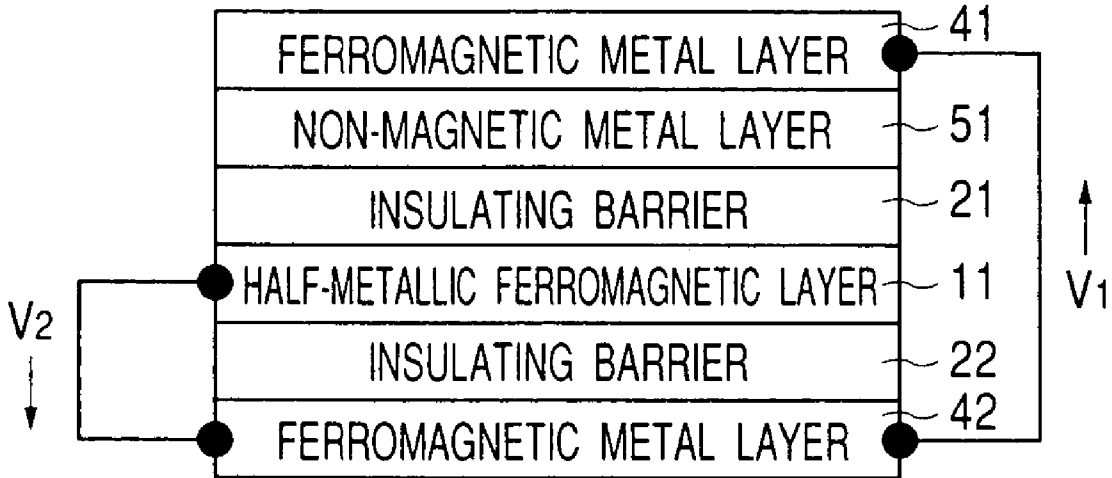 41
FERROMAGNETIC METAL LAYER
NON-MAGNETIC METAL LAYER 51
INSULATING BARRIER 21
HALF-METALLIC FERROMAGNETIC LAYER 11
V1
V2
INSULATING BARRIER 22
42
FERROMAGNETIC METAL LAYER